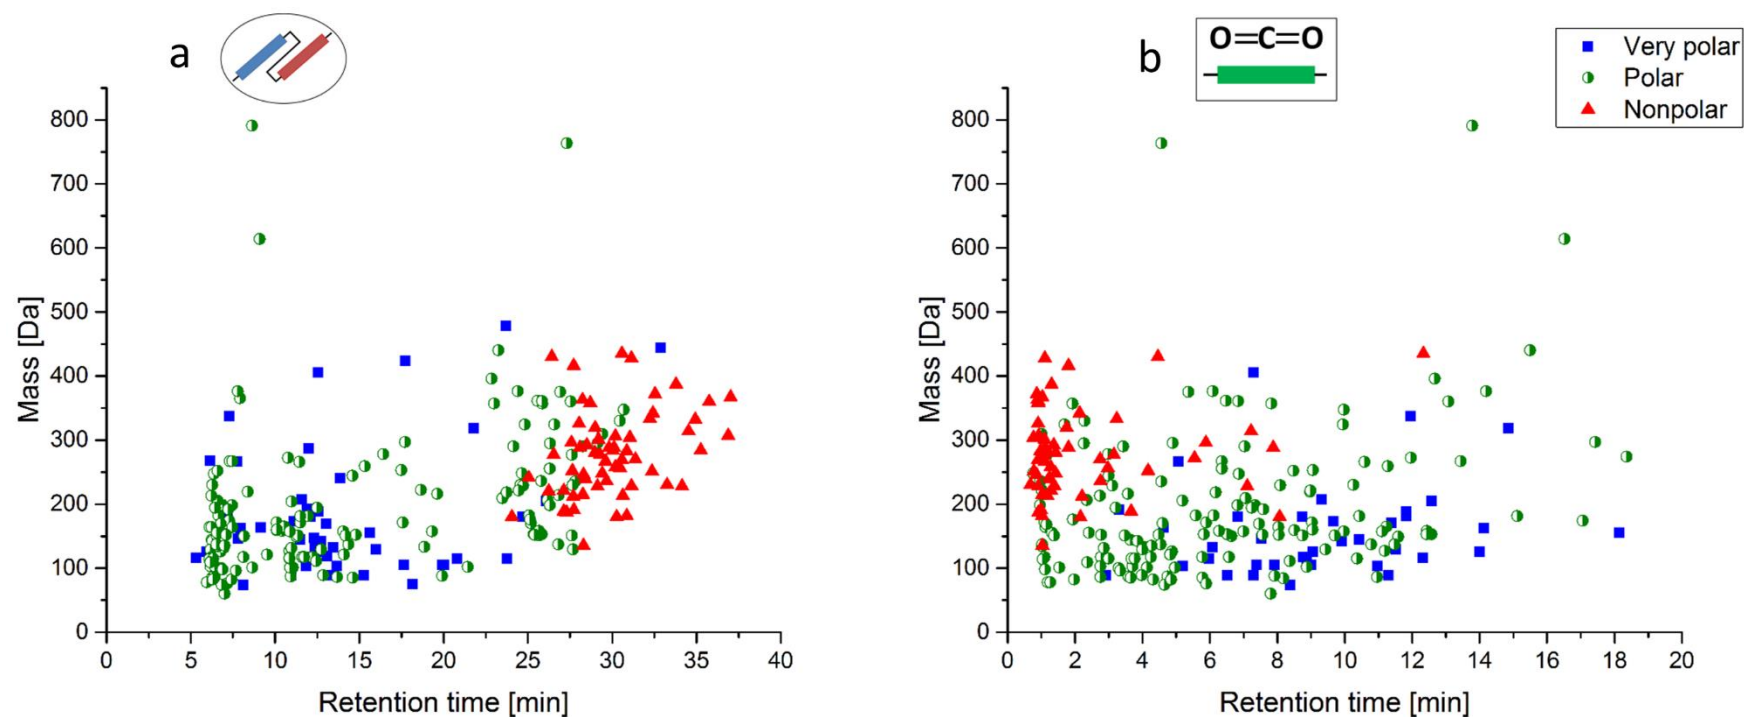 a
b
O=C=O
Very polar
Polar
Nonpolar
Mass [Da]
800
700
600
500
400
300
200
100
0
0 5 10 15 20 25 30 35 40
Retention time [min]
Mass [Da]
800
700
600
500
400
300
200
100
0
0 2 4 6 8 10 12 14 16 18 20
Retention time [min]